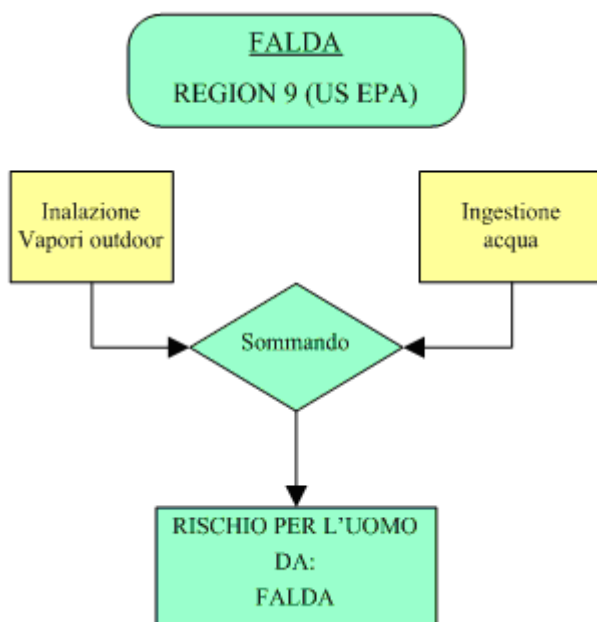 FALDA
REGION 9 (US EPA)
Inalazione
Vapori outdoor
Ingestione
acqua
Sommando
RISCHIO PER L'UOMO
DA:
FALDA